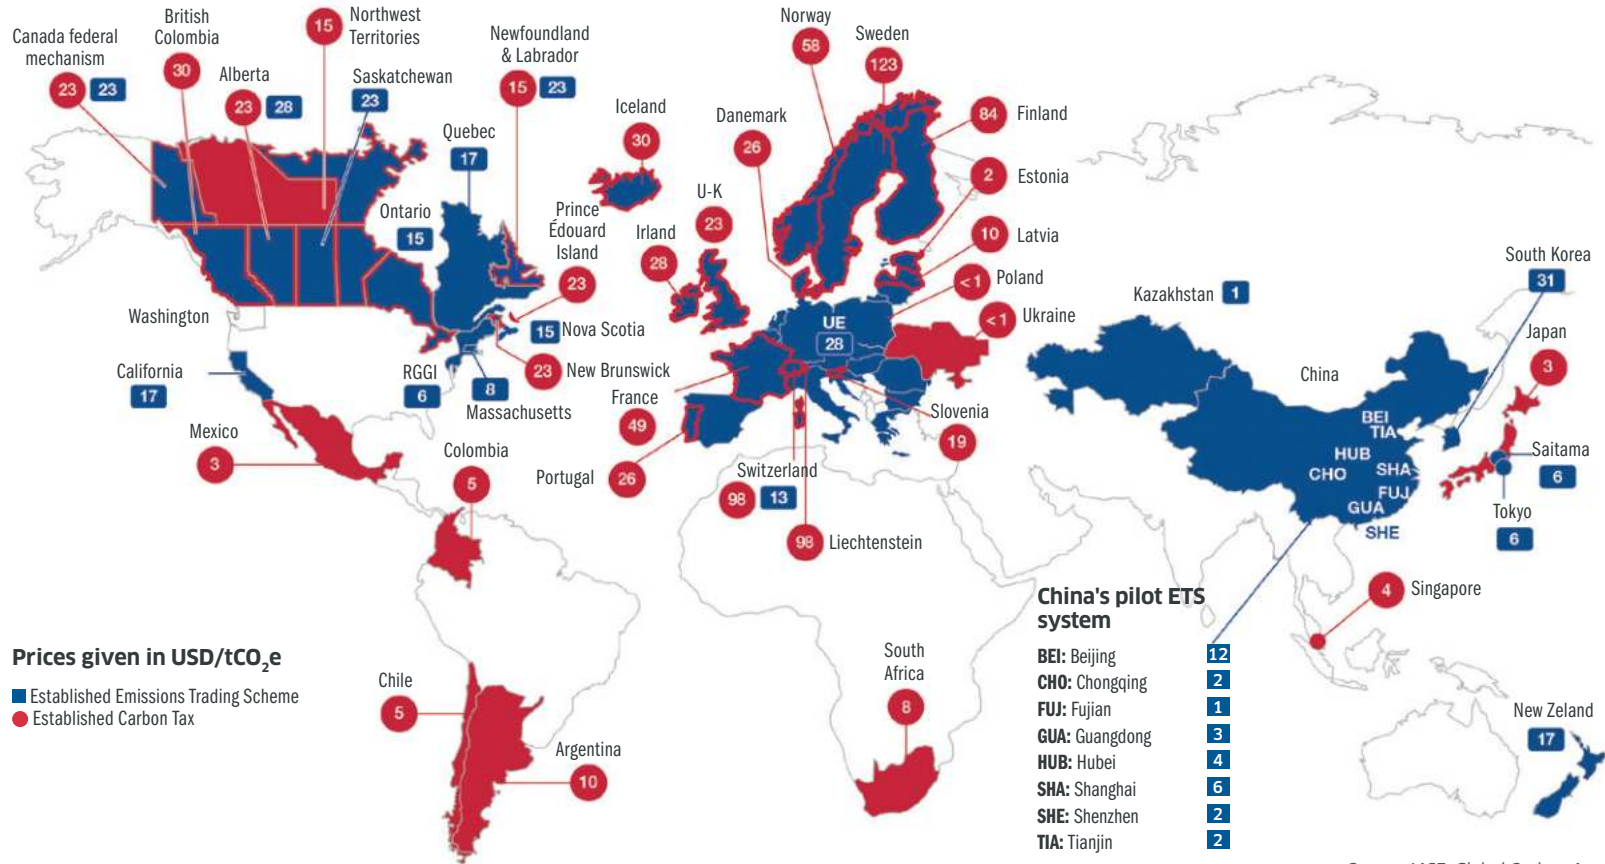 Canada federal
mechanism
23 23
British
Colombia
30
Alberta
23 28
15
Northwest
Territories
Saskatchewan
23
Newfoundland
& Labrador
15 23
Quebec
17
Ontario
15
Iceland
30
Prince
Édouard
Island
23
Irland
28
U-K
23
Danemark
26
Norway
58
Sweden
123
84 Finland
2 Estonia
10 Latvia
<1 Poland
<1 Ukraine
UE
28
Washington
California
17
RGGI
6
8
Massachusetts
15 Nova Scotia
23 New Brunswick
France
49
Portugal
26
Slovenia
19
Switzerland
98 13
98 Liechtenstein
Mexico
3
Colombia
5
Chile
5
Argentina
10
South
Africa
8
Kazakhstan 1
China
BEI
TIA
HUB
CHO
SHA
FUJ
GUA
SHE
South Korea
31
Japan
3
Saitama
6
Tokyo
6
4 Singapore
New Zeland
17
Prices given in USD/tCO₂e
Established Emissions Trading Scheme
Established Carbon Tax
China's pilot ETS
system
BEI: Beijing 12
CHO: Chongqing 2
FUJ: Fujian 1
GUA: Guangdong 3
HUB: Hubei 4
SHA: Shanghai 6
SHE: Shenzhen 2
TIA: Tianjin 2